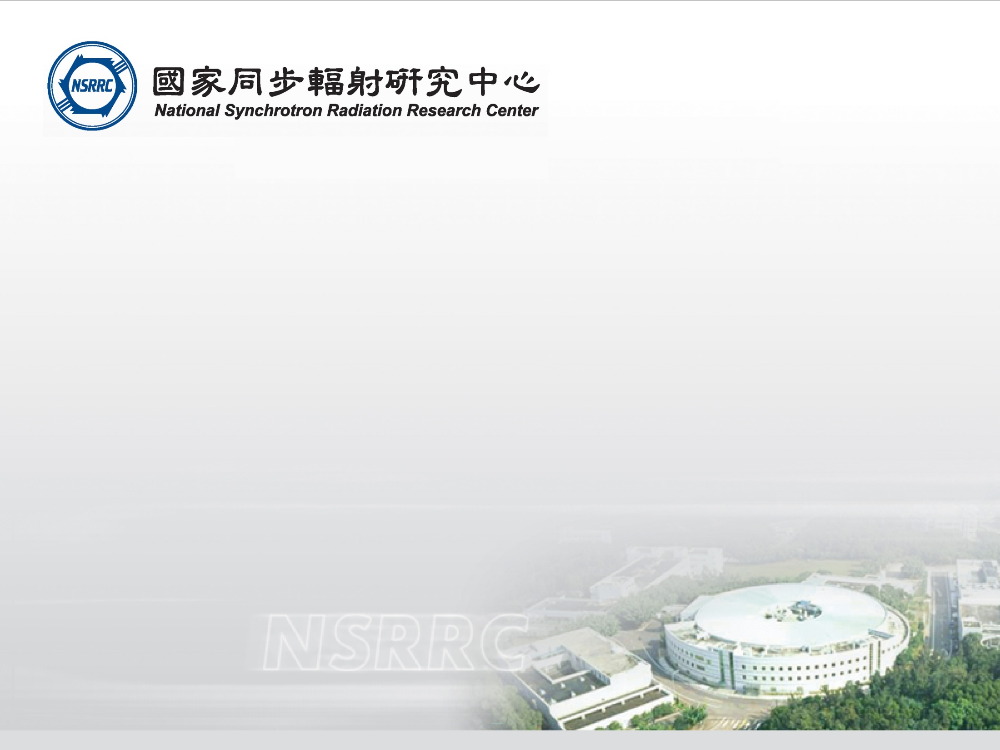 NSRRC
國家同步輻射研究中心
National Synchrotron Radiation Research Center
NSRRC